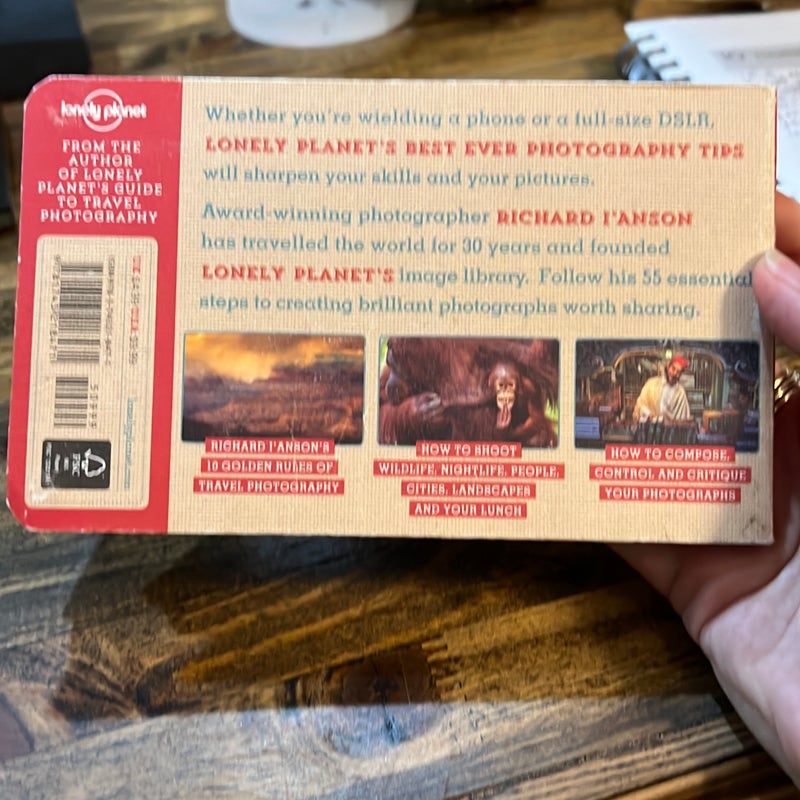 lonely planet
FROM THE
AUTHOR
OF LONELY
PLANET'S GUIDE
TO TRAVEL
PHOTOGRAPHY
Whether you're wielding a phone or a full-size DSLR,
LONELY PLANET'S BEST EVER PHOTOGRAPHY TIPS
will sharpen your skills and your pictures.
Award-winning photographer RICHARD I'ANSON
has travelled the world for 30 years and founded
LONELY PLANET'S image library. Follow his 55 essential
steps to creating brilliant photographs worth sharing.
RICHARD I'ANSON'S
10 GOLDEN RULES OF
TRAVEL PHOTOGRAPHY
HOW TO SHOOT
WILDLIFE, NIGHTLIFE, PEOPLE,
CITIES, LANDSCAPES
AND YOUR LUNCH
HOW TO COMPOSE,
CONTROL AND CRITIQUE
YOUR PHOTOGRAPHS
FSC